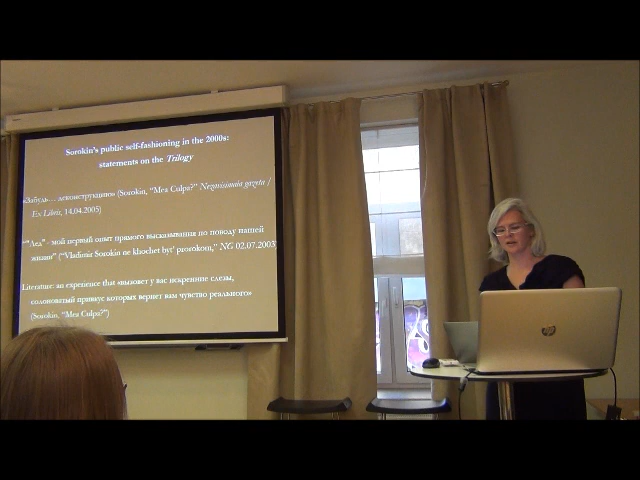 Sorokin's public self-fashioning in the 2000s:
statements on the Trilogy
«Забудь… деконструкцию» (Sorokin, "Mea Culpa?" Nezavisimaia gazeta /
Ex Libris, 14.04.2005)
"'Лед" - мой первый опыт прямого высказывания по поводу нашей
жизни" ("Vladimir Sorokin ne khochet byt' prorokom," NG 02.07.2003)
Literature: an experience that «вызовет у вас искренние слезы,
солоноватый привкус которых вернет вам чувство реального»
(Sorokin, "Mea Culpa?")
hp